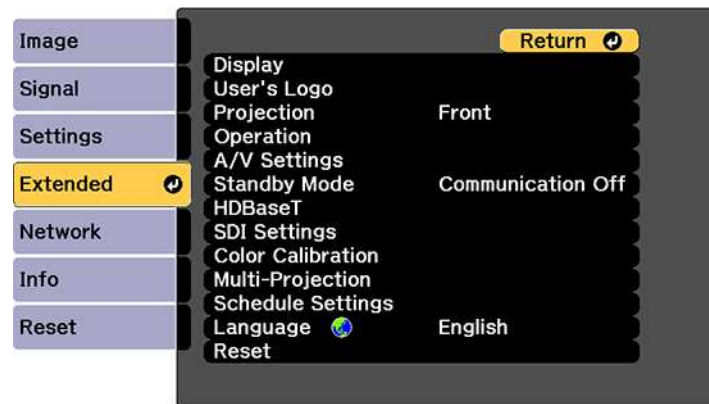 Image
Signal
Settings
Extended
Network
Info
Reset
Return
Display
User's Logo
Projection Front
Operation
A/V Settings
Standby Mode Communication Off
HDBaseT
SDI Settings
Color Calibration
Multi-Projection
Schedule Settings
Language English
Reset